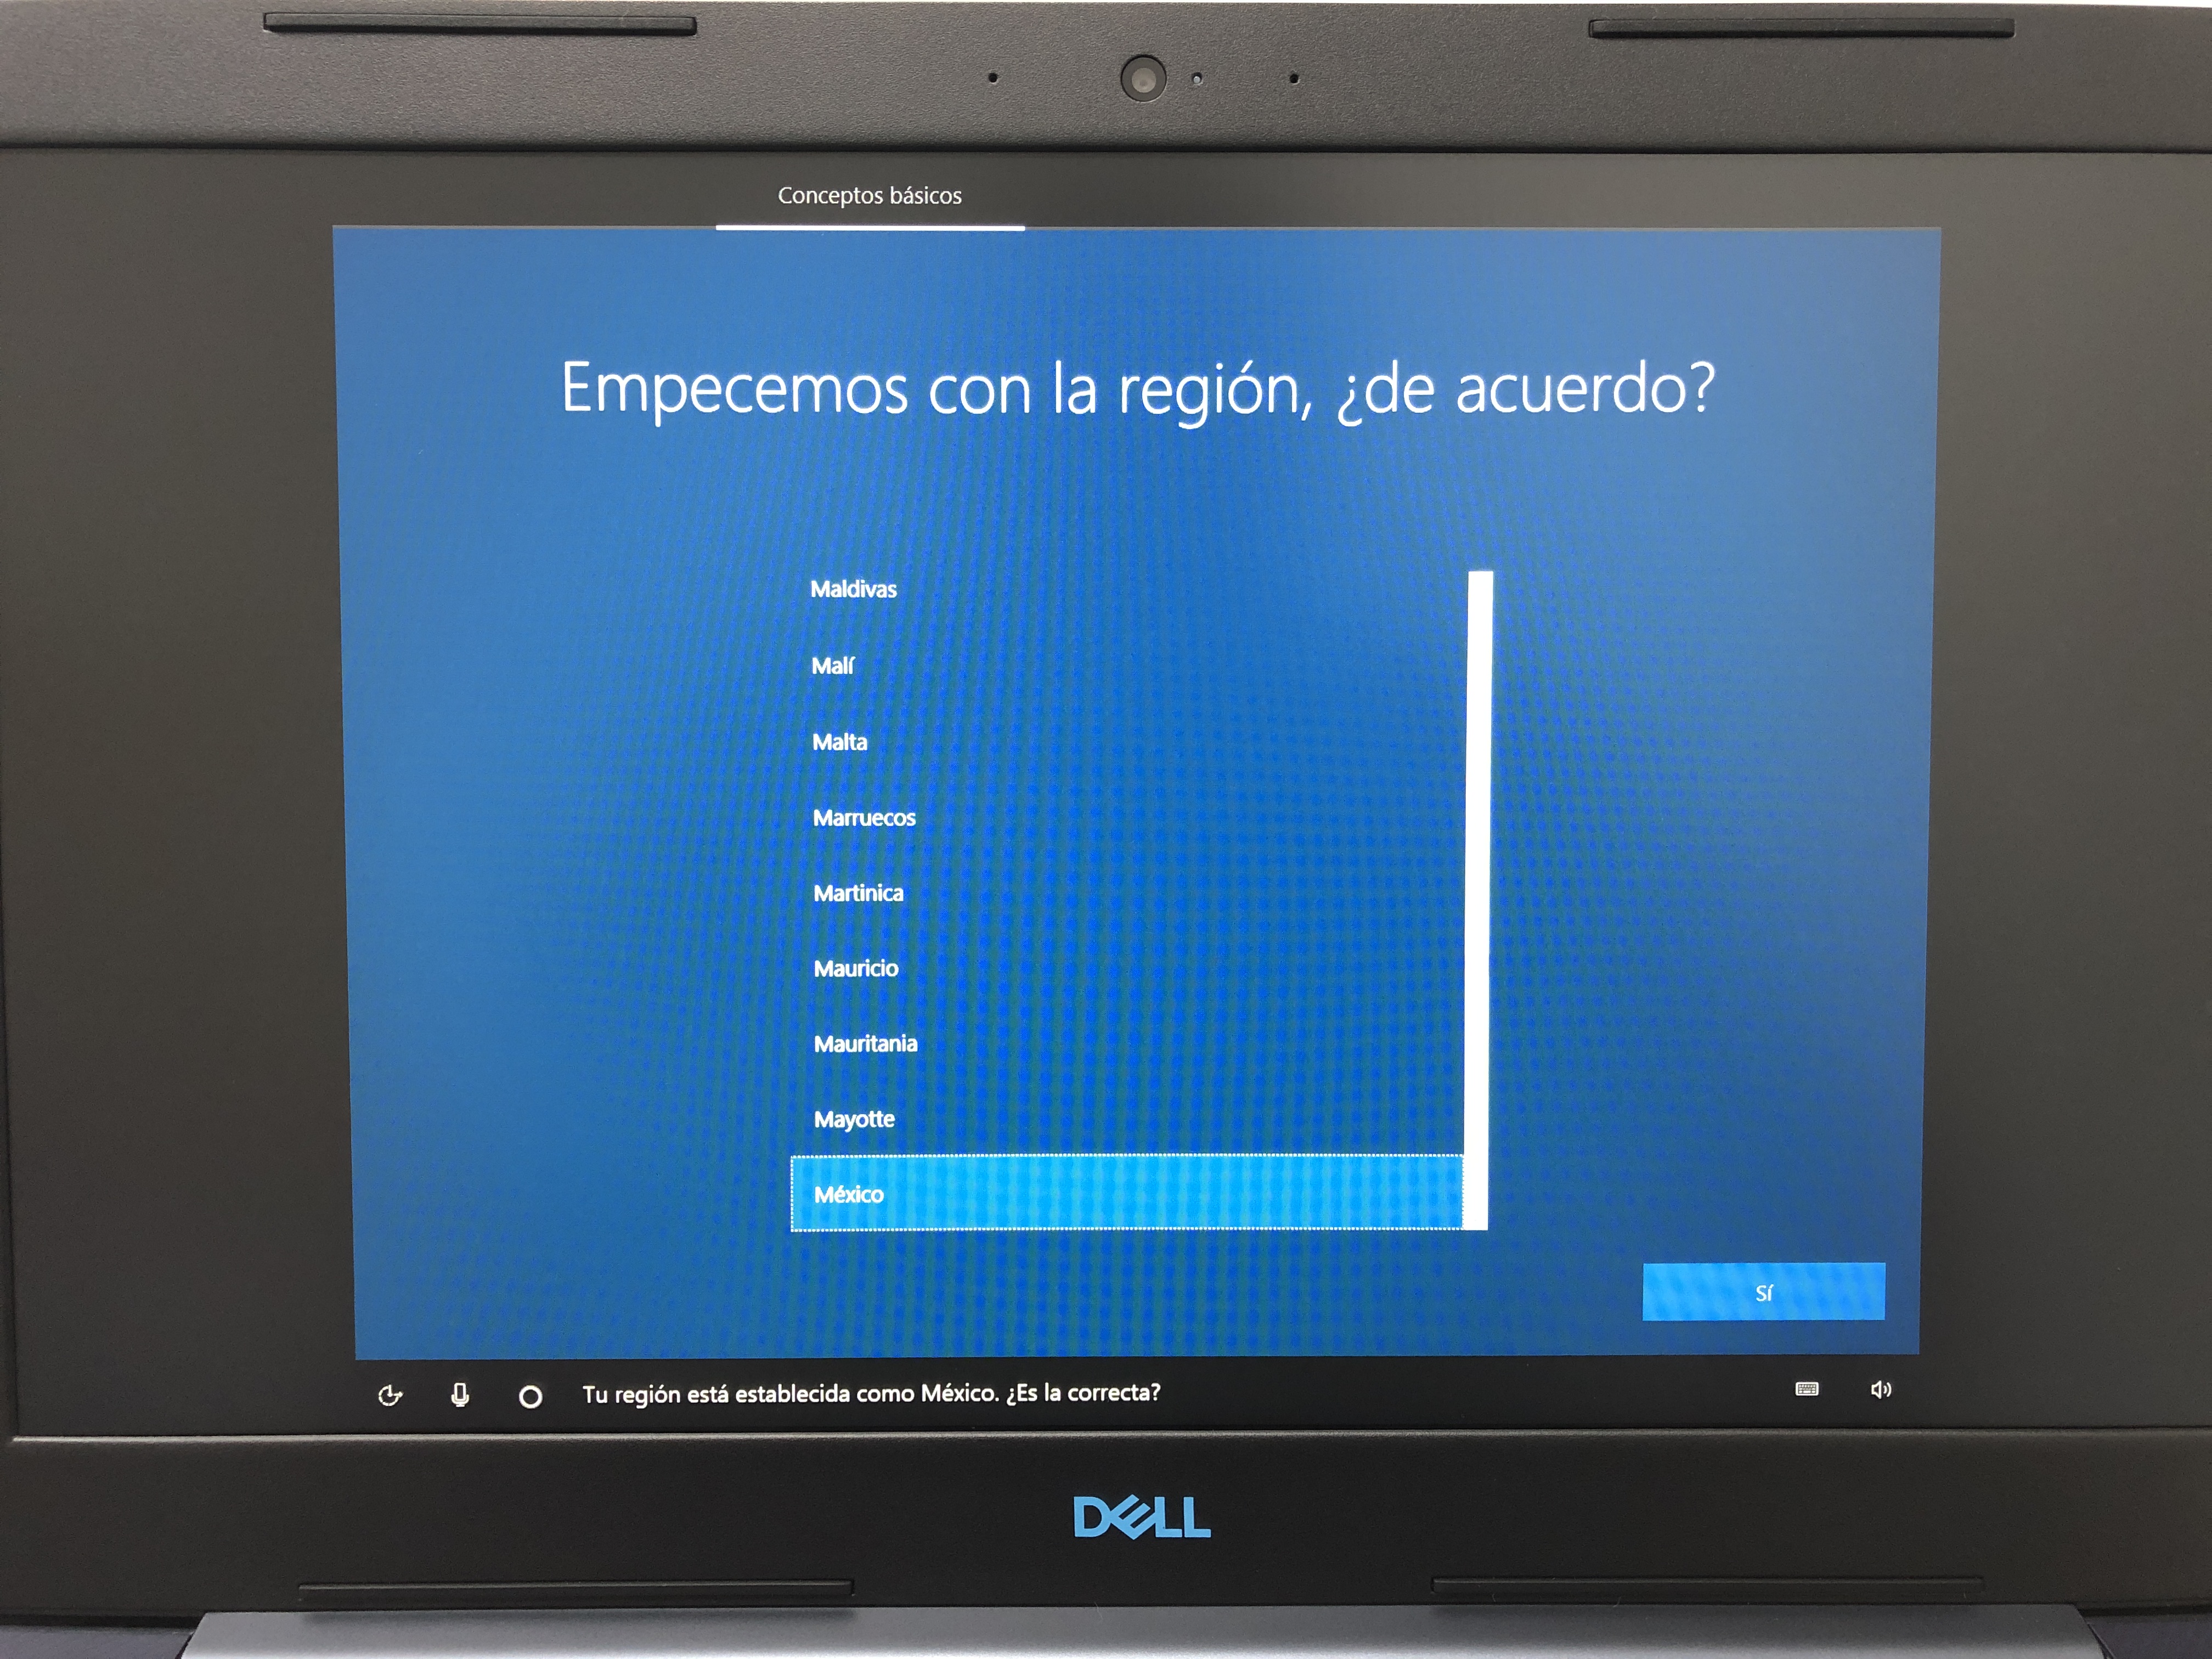 Conceptos básicos
Empecemos con la región, ¿de acuerdo?
Maldivas
Malí
Malta
Marruecos
Martinica
Mauricio
Mauritania
Mayotte
México
Sí
Tu región está establecida como México. ¿Es la correcta?
DELL